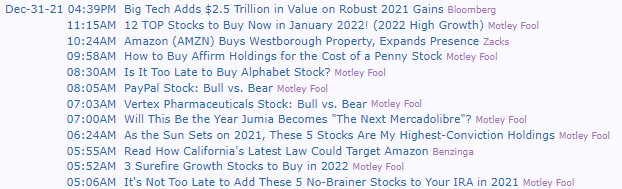 Dec-31-21 04:39PM Big Tech Adds $2.5 Trillion in Value on Robust 2021 Gains Bloomberg
11:15AM 12 TOP Stocks to Buy Now in January 2022! (2022 High Growth) Motley Fool
10:24AM Amazon (AMZN) Buys Westborough Property, Expands Presence Zacks
09:58AM How to Buy Affirm Holdings for the Cost of a Penny Stock Motley Fool
08:30AM Is It Too Late to Buy Alphabet Stock? Motley Fool
08:05AM PayPal Stock: Bull vs. Bear Motley Fool
07:03AM Vertex Pharmaceuticals Stock: Bull vs. Bear Motley Fool
07:00AM Will This Be the Year Jumia Becomes "The Next Mercadolibre"? Motley Fool
06:24AM As the Sun Sets on 2021, These 5 Stocks Are My Highest-Conviction Holdings Motley Fool
05:55AM Read How California's Latest Law Could Target Amazon Benzinga
05:52AM 3 Surefire Growth Stocks to Buy in 2022 Motley Fool
05:06AM It's Not Too Late to Add These 5 No-Brainer Stocks to Your IRA in 2021 Motley Fool